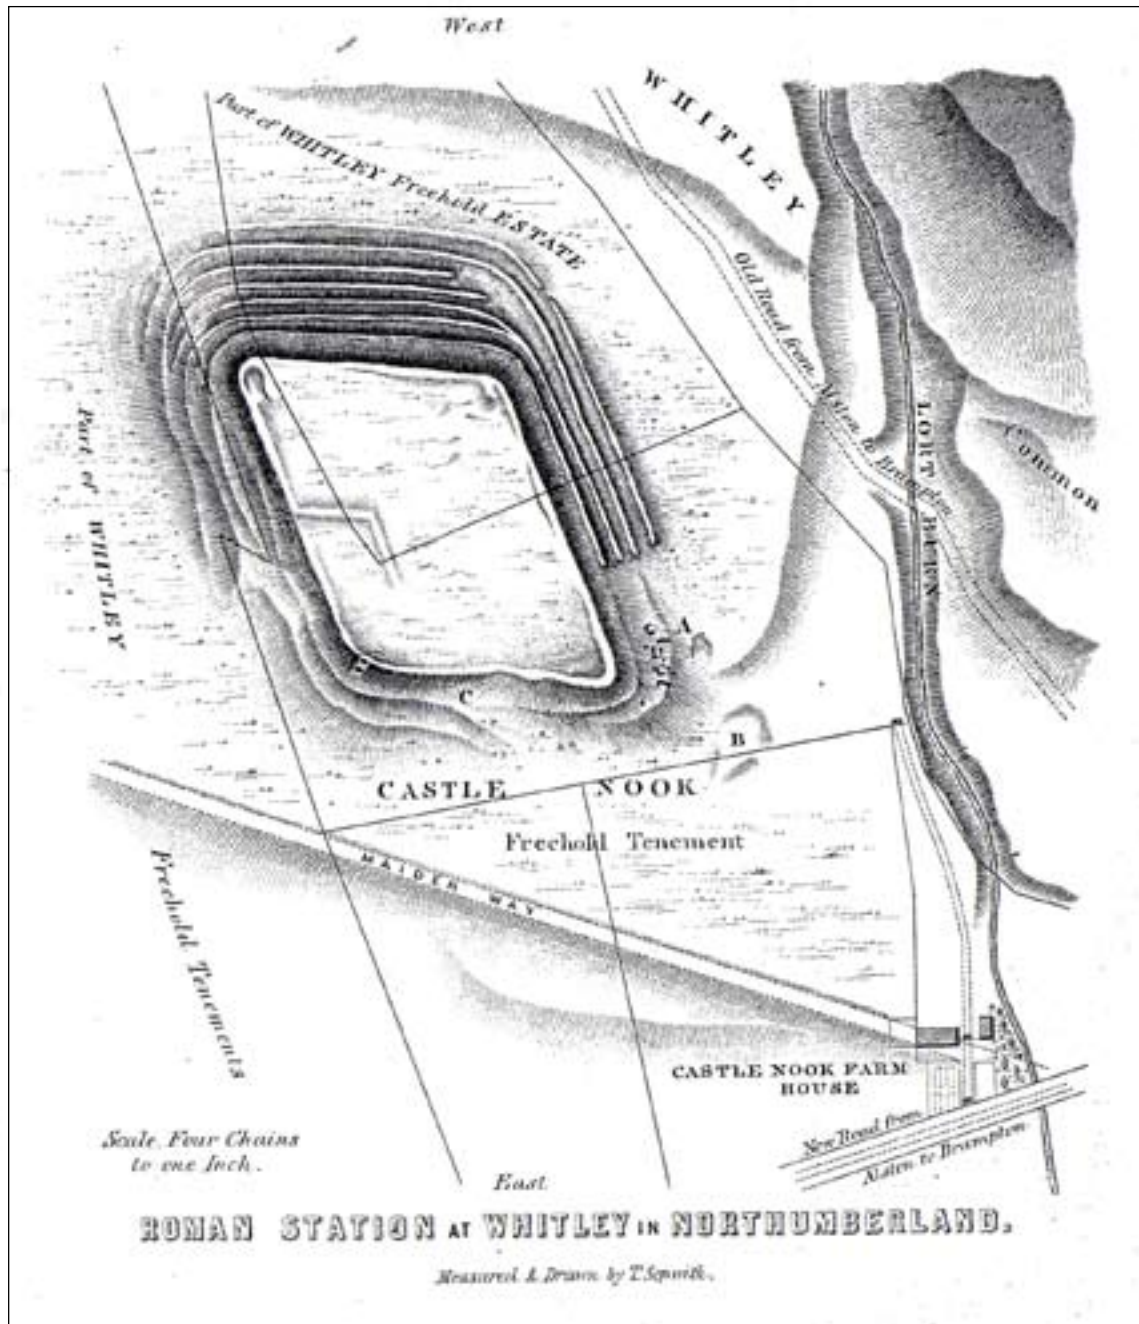 West
WHITLEY
Part of WHITLEY Freehold ESTATE
Old Road from Alston to Brampton
LOHT BURN
Common
Part of WHITLEY
A
B
C
CASTLE NOOK
Freehold Tenement
MAIDEN WAY
Freehold Tenements
CASTLE NOOK FARM
HOUSE
New Road from
Alston to Brampton
Scale, Four Chains
to one Inch.
East
ROMAN STATION AT WHITLEY IN NORTHUMBERLAND.
Measured & Drawn by T. Sopwith.